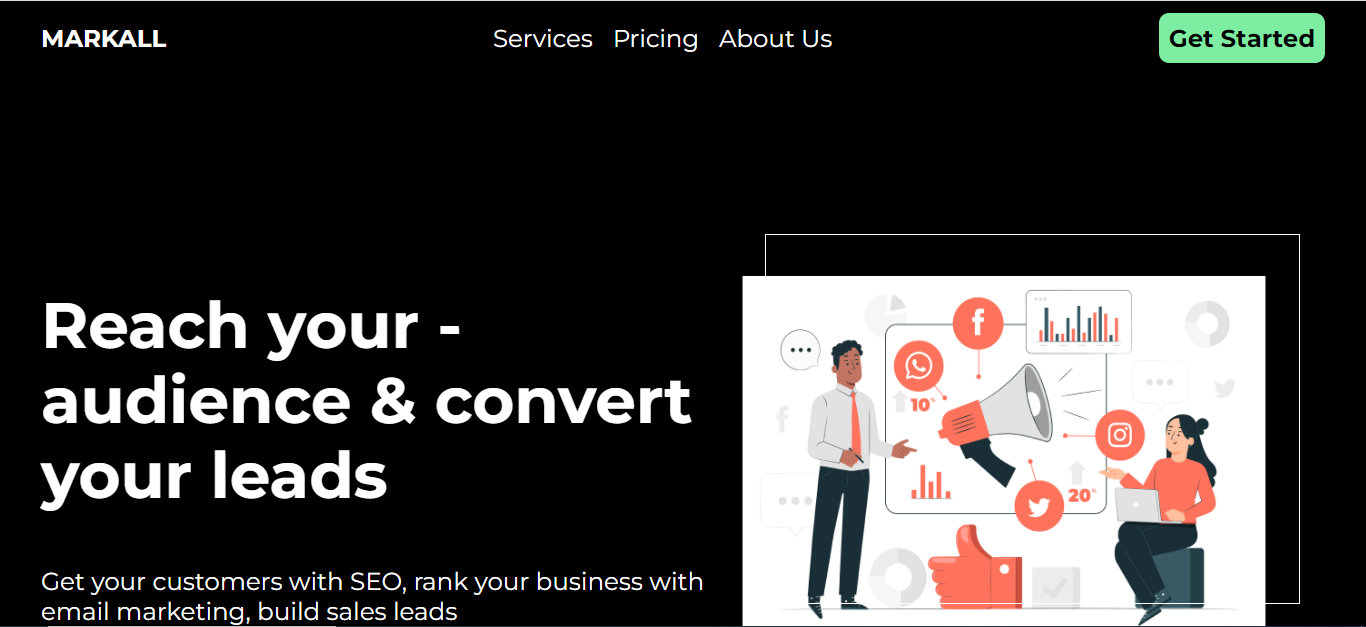 MARKALL
Services Pricing About Us
Get Started
Reach your -
audience & convert
your leads
Get your customers with SEO, rank your business with
email marketing, build sales leads
10%
20%